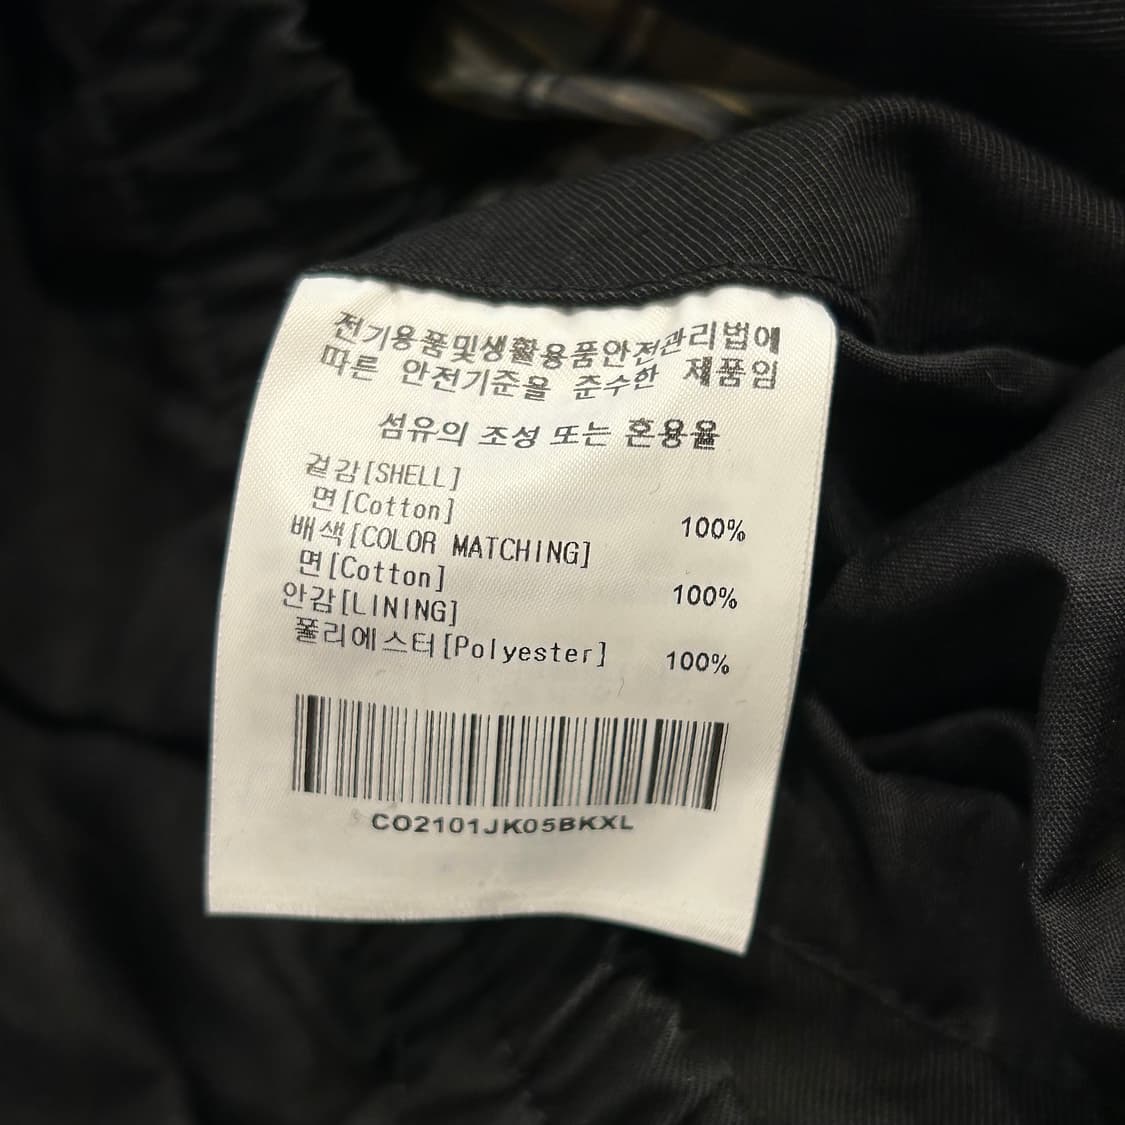 전기용품및생활용품안전관리법에
따른 안전기준을 준수한 제품임
섬유의 조성 또는 혼용율
겉감[SHELL]
면[Cotton] 100%
배색[COLOR MATCHING]
면[Cotton] 100%
안감[LINING]
폴리에스터[Polyester] 100%
CO2101JK05BKXL